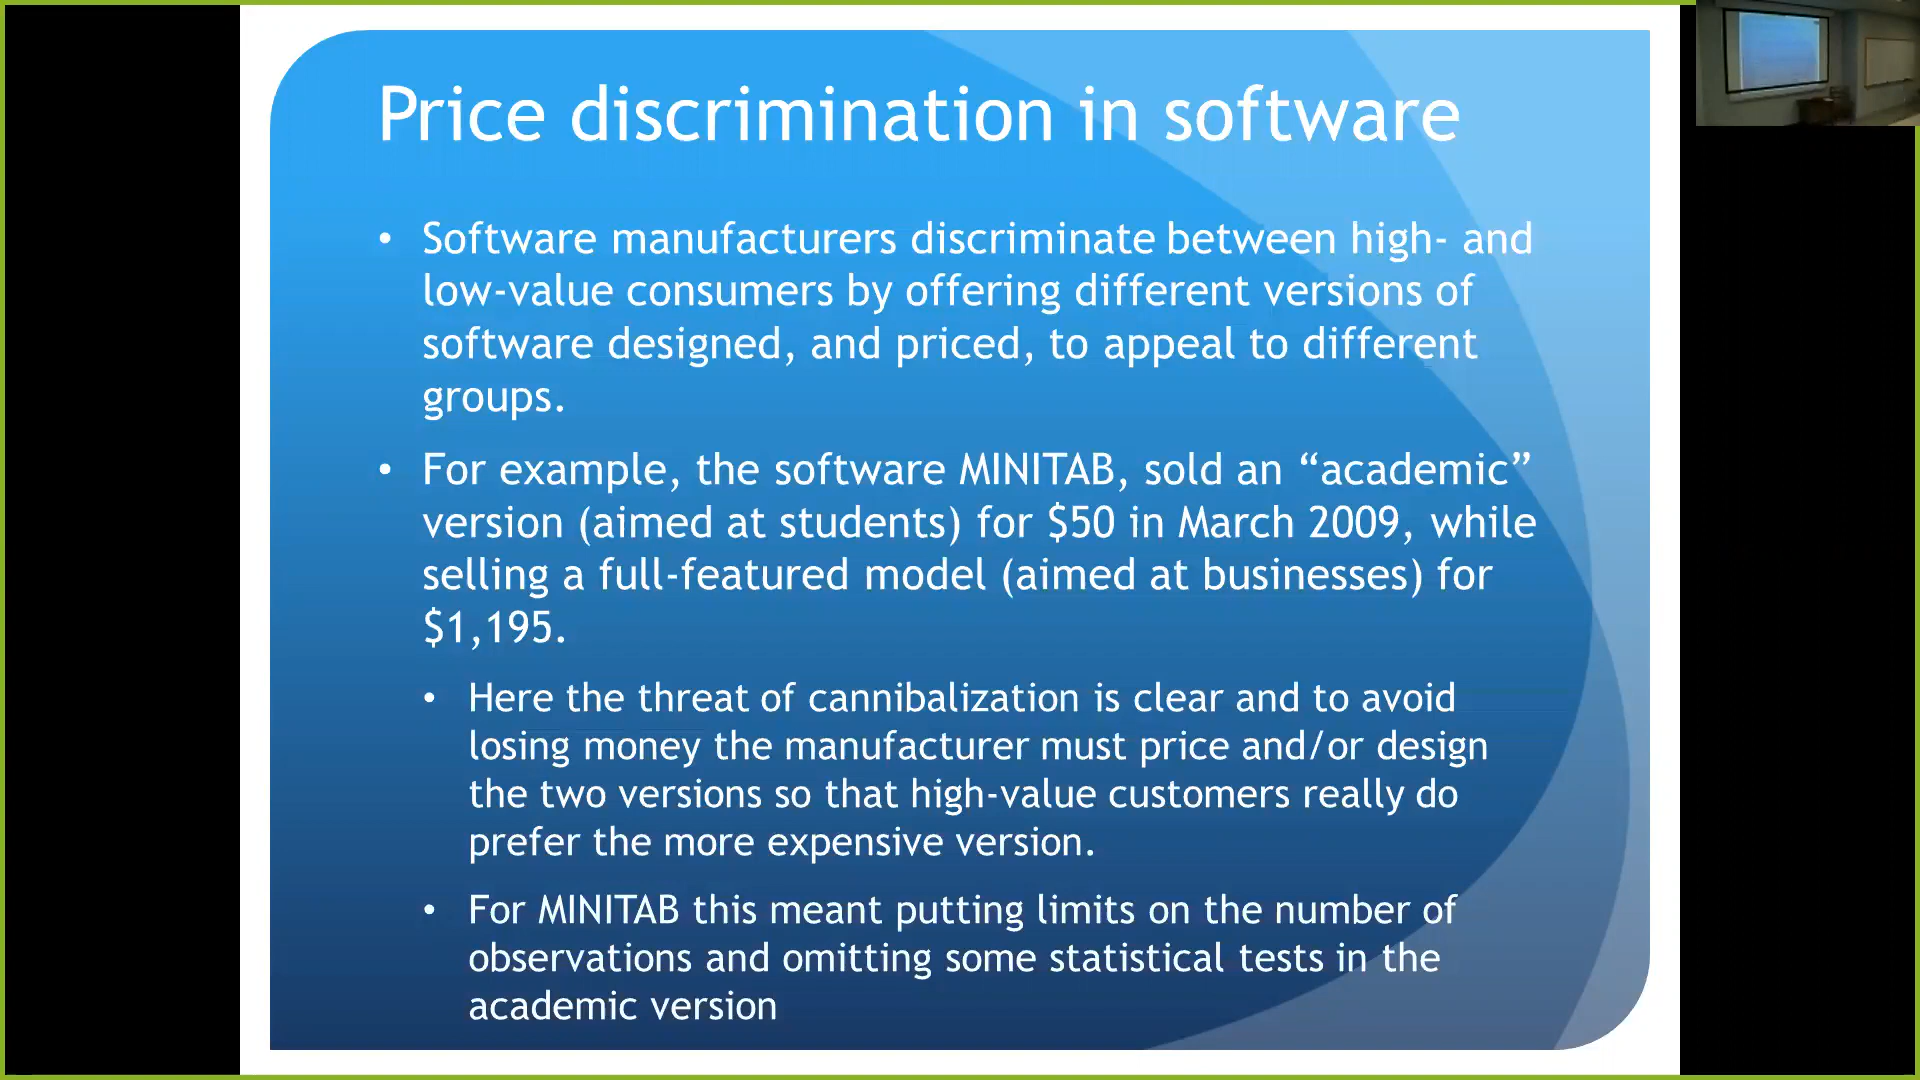 Price discrimination in software
• Software manufacturers discriminate between high- and
low-value consumers by offering different versions of
software designed, and priced, to appeal to different
groups.
• For example, the software MINITAB, sold an “academic”
version (aimed at students) for $50 in March 2009, while
selling a full-featured model (aimed at businesses) for
$1,195.
• Here the threat of cannibalization is clear and to avoid
losing money the manufacturer must price and/or design
the two versions so that high-value customers really do
prefer the more expensive version.
• For MINITAB this meant putting limits on the number of
observations and omitting some statistical tests in the
academic version